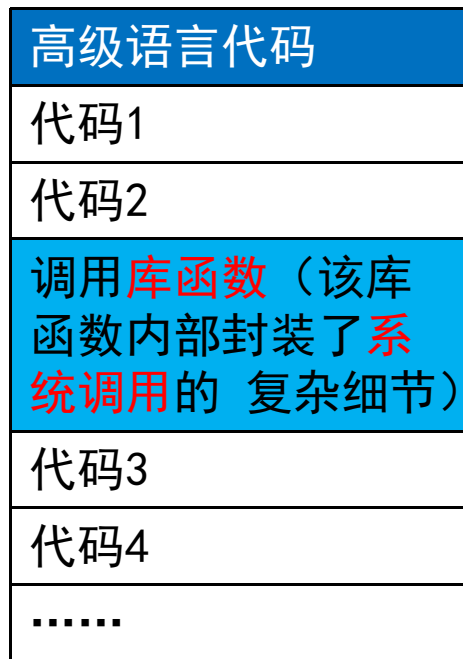 高级语言代码
代码1
代码2
调用库函数（该库
函数内部封装了系
统调用的 复杂细节）
代码3
代码4
……